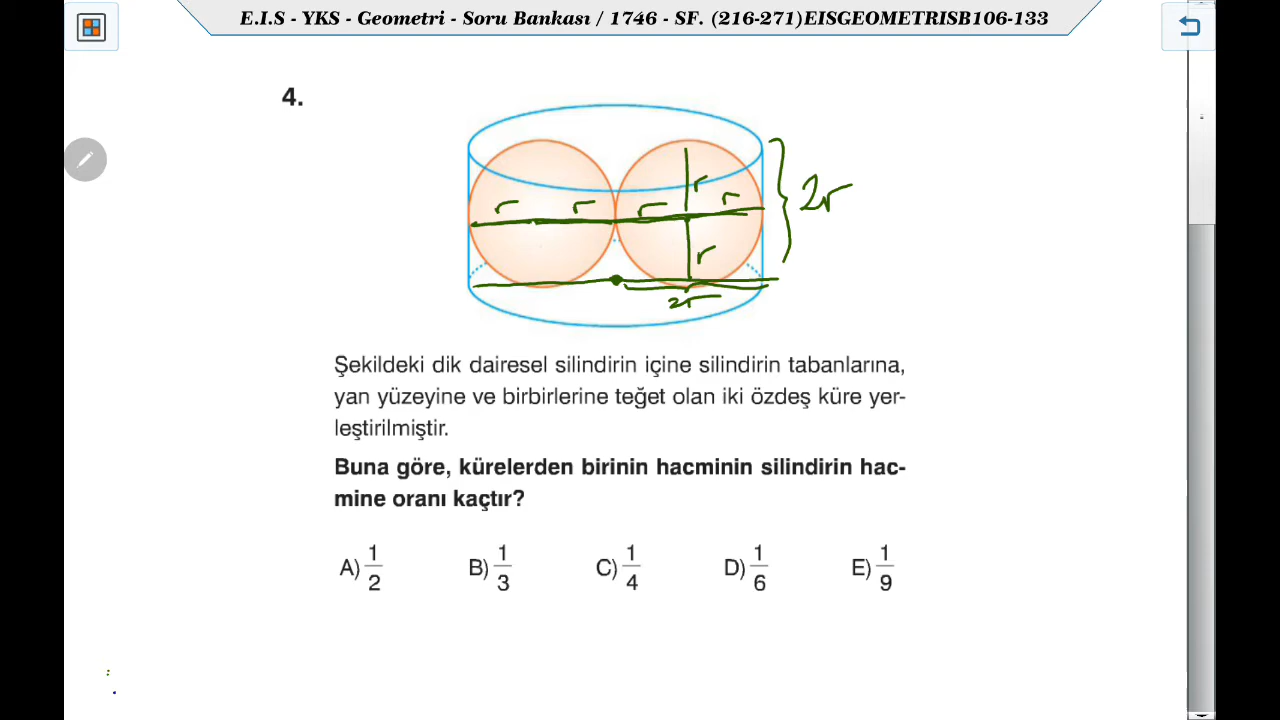 E.I.S - YKS - Geometri - Soru Bankası / 1746 - SF. (216-271)EISGEOMETRISB106-133
4.
r
r r r r 2r
r
2r
Şekildeki dik dairesel silindirin içine silindirin tabanlarına,
yan yüzeyine ve birbirlerine teğet olan iki özdeş küre yer-
leştirilmiştir.
Buna göre, kürelerden birinin hacminin silindirin hac-
mine oranı kaçtır?
A) 1/2 B) 1/3 C) 1/4 D) 1/6 E) 1/9